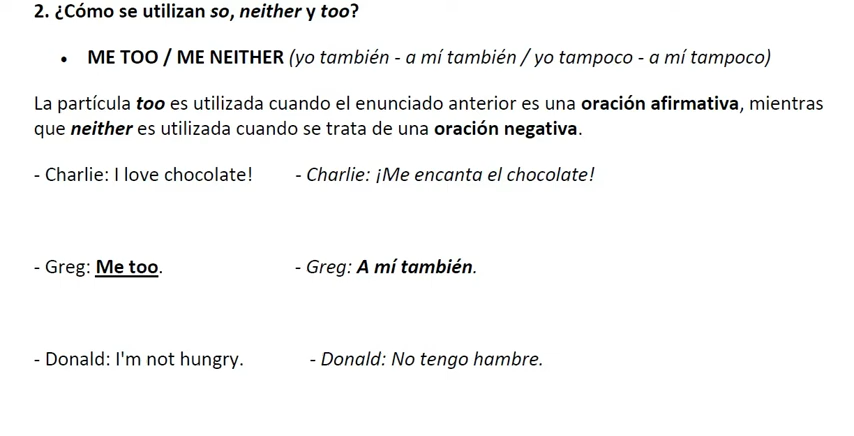 2. ¿Cómo se utilizan so, neither y too?
• ME TOO / ME NEITHER (yo también - a mí también / yo tampoco - a mí tampoco)
La partícula too es utilizada cuando el enunciado anterior es una oración afirmativa, mientras
que neither es utilizada cuando se trata de una oración negativa.
- Charlie: I love chocolate! - Charlie: ¡Me encanta el chocolate!
- Greg: Me too. - Greg: A mí también.
- Donald: I'm not hungry. - Donald: No tengo hambre.